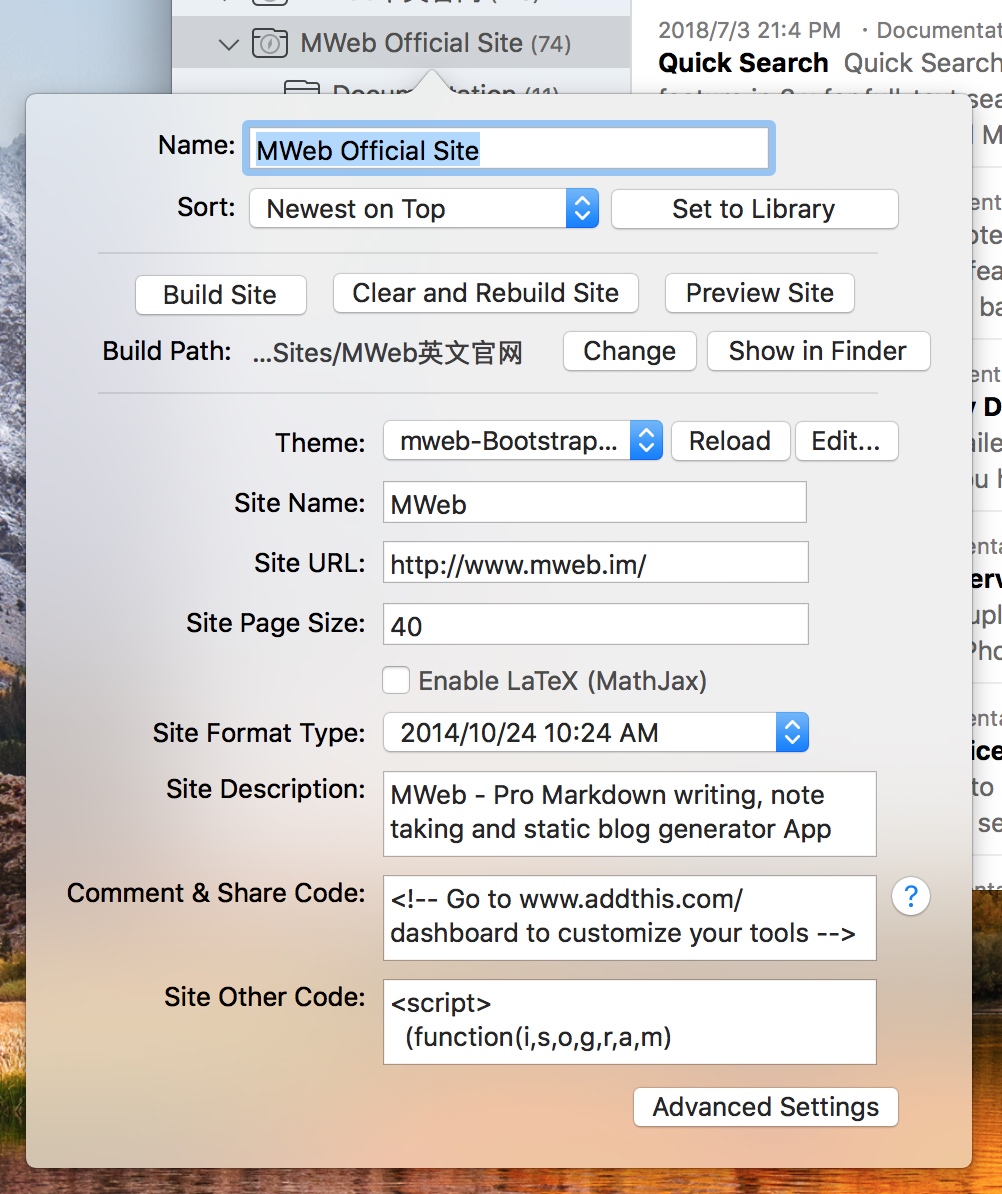 MWeb Official Site (74)
2018/7/3 21:4 PM · Documentat
Quick Search Quick Search
Name: MWeb Official Site
Sort: Newest on Top Set to Library
Build Site Clear and Rebuild Site Preview Site
Build Path: ...Sites/MWeb英文官网 Change Show in Finder
Theme: mweb-Bootstrap... Reload Edit...
Site Name: MWeb
Site URL: http://www.mweb.im/
Site Page Size: 40
Enable LaTeX (MathJax)
Site Format Type: 2014/10/24 10:24 AM
Site Description: MWeb - Pro Markdown writing, note
taking and static blog generator App
Comment & Share Code: <!-- Go to www.addthis.com/
dashboard to customize your tools --> ?
Site Other Code: <script>
(function(i,s,o,g,r,a,m)
Advanced Settings